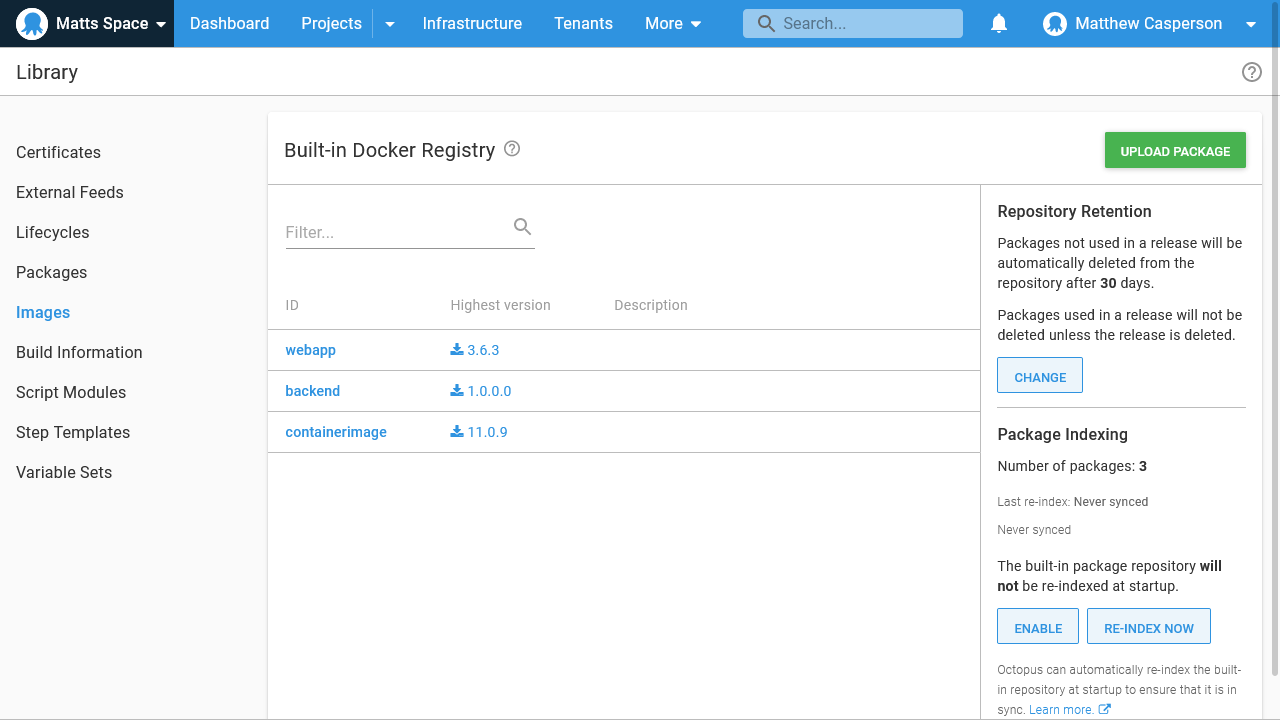 Matts Space
Dashboard
Projects
Infrastructure
Tenants
More
Search...
Matthew Casperson
Library
Certificates
External Feeds
Lifecycles
Packages
Images
Build Information
Script Modules
Step Templates
Variable Sets
Built-in Docker Registry
UPLOAD PACKAGE
Filter...
ID Highest version Description
webapp 3.6.3
backend 1.0.0.0
containerimage 11.0.9
Repository Retention
Packages not used in a release will be
automatically deleted from the
repository after 30 days.
Packages used in a release will not be
deleted unless the release is deleted.
CHANGE
Package Indexing
Number of packages: 3
Last re-index: Never synced
Never synced
The built-in package repository will
not be re-indexed at startup.
ENABLE RE-INDEX NOW
Octopus can automatically re-index the built-
in repository at startup to ensure that it is in
sync. Learn more.